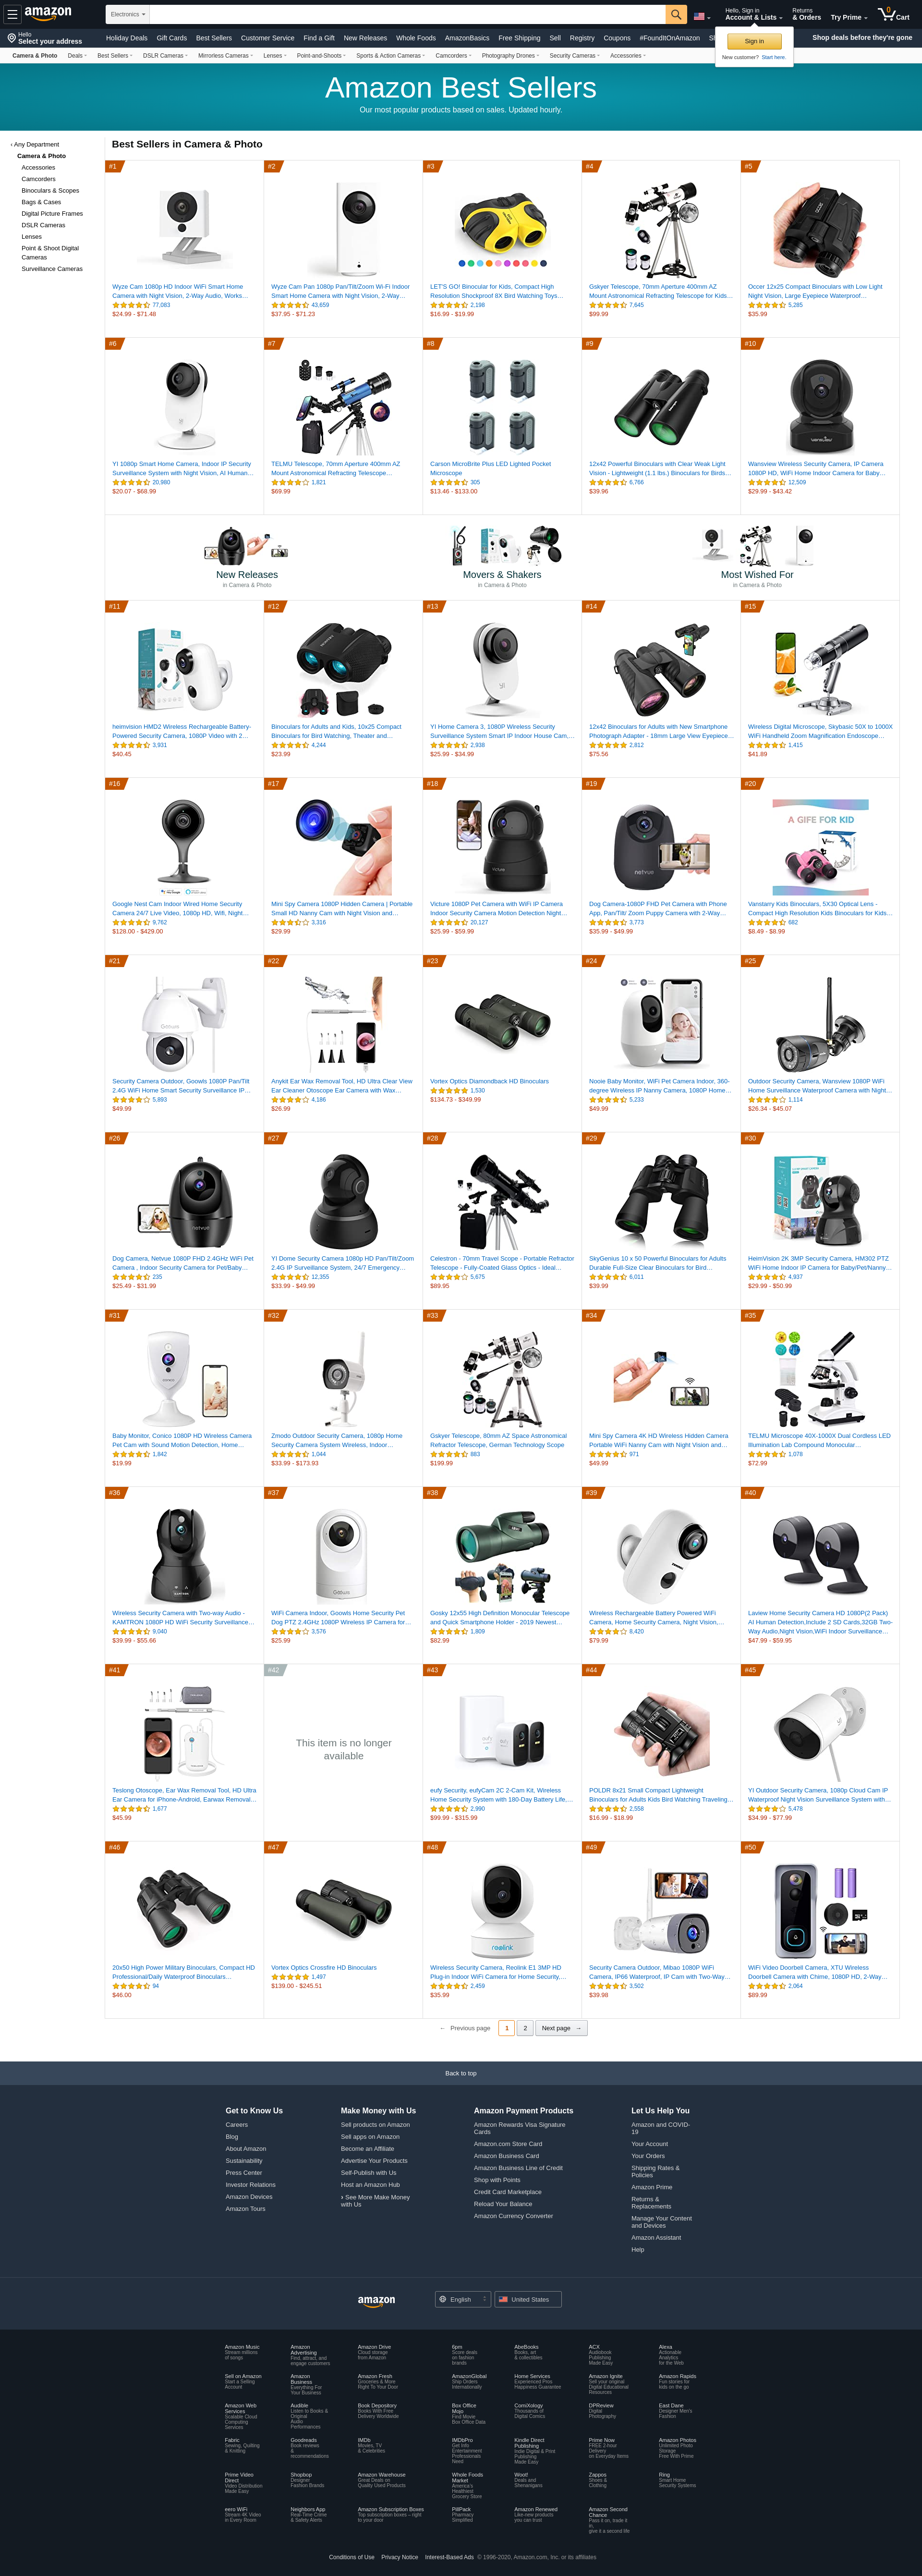 amazon
Electronics
Hello, Sign in
Account & Lists
Returns
& Orders
Try Prime
0
Cart
Hello
Select your address
Holiday Deals Gift Cards Best Sellers Customer Service Find a Gift New Releases Whole Foods AmazonBasics Free Shipping Sell Registry Coupons #FoundItOnAmazon
Shop deals before they're gone
Sign in
New customer? Start here.
Camera & Photo Deals Best Sellers DSLR Cameras Mirrorless Cameras Lenses Point-and-Shoots Sports & Action Cameras Camcorders Photography Drones Security Cameras Accessories
Amazon Best Sellers
Our most popular products based on sales. Updated hourly.
‹ Any Department
Camera & Photo
Accessories
Camcorders
Binoculars & Scopes
Bags & Cases
Digital Picture Frames
DSLR Cameras
Lenses
Point & Shoot Digital
Cameras
Surveillance Cameras
Best Sellers in Camera & Photo
#1
Wyze Cam 1080p HD Indoor WiFi Smart Home
Camera with Night Vision, 2-Way Audio, Works…
77,083
$24.99 - $71.48
#2
Wyze Cam Pan 1080p Pan/Tilt/Zoom Wi-Fi Indoor
Smart Home Camera with Night Vision, 2-Way…
43,659
$37.95 - $71.23
#3
LET'S GO! Binocular for Kids, Compact High
Resolution Shockproof 8X Bird Watching Toys…
2,198
$16.99 - $19.99
#4
Gskyer Telescope, 70mm Aperture 400mm AZ
Mount Astronomical Refracting Telescope for Kids…
7,645
$99.99
#5
Occer 12x25 Compact Binoculars with Low Light
Night Vision, Large Eyepiece Waterproof…
5,285
$35.99
#6
YI 1080p Smart Home Camera, Indoor IP Security
Surveillance System with Night Vision, AI Human…
20,980
$20.07 - $68.99
#7
TELMU Telescope, 70mm Aperture 400mm AZ
Mount Astronomical Refracting Telescope…
1,821
$69.99
#8
Carson MicroBrite Plus LED Lighted Pocket
Microscope
305
$13.46 - $133.00
#9
12x42 Powerful Binoculars with Clear Weak Light
Vision - Lightweight (1.1 lbs.) Binoculars for Birds…
6,766
$39.96
#10
Wansview Wireless Security Camera, IP Camera
1080P HD, WiFi Home Indoor Camera for Baby…
12,509
$29.99 - $43.42
New Releases
in Camera & Photo
Movers & Shakers
in Camera & Photo
Most Wished For
in Camera & Photo
#11
heimvision HMD2 Wireless Rechargeable Battery-
Powered Security Camera, 1080P Video with 2…
3,931
$40.45
#12
Binoculars for Adults and Kids, 10x25 Compact
Binoculars for Bird Watching, Theater and…
4,244
$23.99
#13
YI Home Camera 3, 1080P Wireless Security
Surveillance System Smart IP Indoor House Cam,…
2,938
$25.99 - $34.99
#14
12x42 Binoculars for Adults with New Smartphone
Photograph Adapter - 18mm Large View Eyepiece…
2,812
$75.56
#15
Wireless Digital Microscope, Skybasic 50X to 1000X
WiFi Handheld Zoom Magnification Endoscope…
1,415
$41.89
#16
Google Nest Cam Indoor Wired Home Security
Camera 24/7 Live Video, 1080p HD, Wifi, Night…
9,762
$128.00 - $429.00
#17
Mini Spy Camera 1080P Hidden Camera | Portable
Small HD Nanny Cam with Night Vision and…
3,316
$29.99
#18
Victure 1080P Pet Camera with WiFi IP Camera
Indoor Security Camera Motion Detection Night…
20,127
$25.99 - $59.99
#19
netvue
Dog Camera-1080P FHD Pet Camera with Phone
App, Pan/Tilt/ Zoom Puppy Camera with 2-Way…
3,773
$35.99 - $49.99
#20
A GIFE FOR KID
Vanstarry Kids Binoculars, 5X30 Optical Lens -
Compact High Resolution Kids Binoculars for Kids…
682
$8.49 - $8.99
#21
Security Camera Outdoor, Goowls 1080P Pan/Tilt
2.4G WiFi Home Smart Security Surveillance IP…
5,893
$49.99
#22
Anykit Ear Wax Removal Tool, HD Ultra Clear View
Ear Cleaner Otoscope Ear Camera with Wax…
4,186
$26.99
#23
Vortex Optics Diamondback HD Binoculars
1,530
$134.73 - $349.99
#24
Nooie Baby Monitor, WiFi Pet Camera Indoor, 360-
degree Wireless IP Nanny Camera, 1080P Home…
5,233
$49.99
#25
Outdoor Security Camera, Wansview 1080P WiFi
Home Surveillance Waterproof Camera with Night…
1,114
$26.34 - $45.07
#26
netvue
Dog Camera, Netvue 1080P FHD 2.4GHz WiFi Pet
Camera , Indoor Security Camera for Pet/Baby…
235
$25.49 - $31.99
#27
YI Dome Security Camera 1080p HD Pan/Tilt/Zoom
2.4G IP Surveillance System, 24/7 Emergency…
12,355
$33.99 - $49.99
#28
Celestron - 70mm Travel Scope - Portable Refractor
Telescope - Fully-Coated Glass Optics - Ideal…
5,675
$89.95
#29
SkyGenius 10 x 50 Powerful Binoculars for Adults
Durable Full-Size Clear Binoculars for Bird…
6,011
$39.99
#30
HeimVision 2K 3MP Security Camera, HM302 PTZ
WiFi Home Indoor IP Camera for Baby/Pet/Nanny…
4,937
$29.99 - $50.99
#31
Baby Monitor, Conico 1080P HD Wireless Camera
Pet Cam with Sound Motion Detection, Home…
1,842
$19.99
#32
Zmodo Outdoor Security Camera, 1080p Home
Security Camera System Wireless, Indoor…
1,044
$33.99 - $173.93
#33
Gskyer Telescope, 80mm AZ Space Astronomical
Refractor Telescope, German Technology Scope
883
$199.99
#34
Mini Spy Camera 4K HD Wireless Hidden Camera
Portable WiFi Nanny Cam with Night Vision and…
971
$49.99
#35
TELMU Microscope 40X-1000X Dual Cordless LED
Illumination Lab Compound Monocular…
1,078
$72.99
#36
Wireless Security Camera with Two-way Audio -
KAMTRON 1080P HD WiFi Security Surveillance…
9,040
$39.99 - $55.66
#37
WiFi Camera Indoor, Goowls Home Security Pet
Dog PTZ 2.4GHz 1080P Wireless IP Camera for…
3,576
$25.99
#38
Gosky 12x55 High Definition Monocular Telescope
and Quick Smartphone Holder - 2019 Newest…
1,809
$82.99
#39
Wireless Rechargeable Battery Powered WiFi
Camera, Home Security Camera, Night Vision,…
8,420
$79.99
#40
Laview Home Security Camera HD 1080P(2 Pack)
AI Human Detection,Include 2 SD Cards,32GB Two-
Way Audio,Night Vision,WiFi Indoor Surveillance…
$47.99 - $59.95
#41
Teslong Otoscope, Ear Wax Removal Tool, HD Ultra
Ear Camera for iPhone-Android, Earwax Removal…
1,677
$45.99
#42
This item is no longer
available
#43
eufy Security, eufyCam 2C 2-Cam Kit, Wireless
Home Security System with 180-Day Battery Life,…
2,990
$99.99 - $315.99
#44
POLDR 8x21 Small Compact Lightweight
Binoculars for Adults Kids Bird Watching Traveling…
2,558
$16.99 - $18.99
#45
YI Outdoor Security Camera, 1080p Cloud Cam IP
Waterproof Night Vision Surveillance System with…
5,478
$34.99 - $77.99
#46
20x50 High Power Military Binoculars, Compact HD
Professional/Daily Waterproof Binoculars…
94
$46.00
#47
Vortex Optics Crossfire HD Binoculars
1,497
$139.00 - $245.51
#48
reolink
Wireless Security Camera, Reolink E1 3MP HD
Plug-in Indoor WiFi Camera for Home Security,…
2,459
$35.99
#49
Security Camera Outdoor, Mibao 1080P WiFi
Camera, IP66 Waterproof, IP Cam with Two-Way…
3,502
$39.98
#50
WiFi Video Doorbell Camera, XTU Wireless
Doorbell Camera with Chime, 1080P HD, 2-Way…
2,064
$89.99
← Previous page 1 2 Next page →
Back to top
Get to Know Us
Careers
Blog
About Amazon
Sustainability
Press Center
Investor Relations
Amazon Devices
Amazon Tours
Make Money with Us
Sell products on Amazon
Sell apps on Amazon
Become an Affiliate
Advertise Your Products
Self-Publish with Us
Host an Amazon Hub
› See More Make Money
with Us
Amazon Payment Products
Amazon Rewards Visa Signature
Cards
Amazon.com Store Card
Amazon Business Card
Amazon Business Line of Credit
Shop with Points
Credit Card Marketplace
Reload Your Balance
Amazon Currency Converter
Let Us Help You
Amazon and COVID-
19
Your Account
Your Orders
Shipping Rates &
Policies
Amazon Prime
Returns &
Replacements
Manage Your Content
and Devices
Amazon Assistant
Help
amazon
English
United States
Amazon Music
Stream millions
of songs
Amazon
Advertising
Find, attract, and
engage customers
Amazon Drive
Cloud storage
from Amazon
6pm
Score deals
on fashion
brands
AbeBooks
Books, art
& collectibles
ACX
Audiobook
Publishing
Made Easy
Alexa
Actionable
Analytics
for the Web
Sell on Amazon
Start a Selling
Account
Amazon
Business
Everything For
Your Business
Amazon Fresh
Groceries & More
Right To Your Door
AmazonGlobal
Ship Orders
Internationally
Home Services
Experienced Pros
Happiness Guarantee
Amazon Ignite
Sell your original
Digital Educational
Resources
Amazon Rapids
Fun stories for
kids on the go
Amazon Web
Services
Scalable Cloud
Computing
Services
Audible
Listen to Books &
Original
Audio
Performances
Book Depository
Books With Free
Delivery Worldwide
Box Office
Mojo
Find Movie
Box Office Data
ComiXology
Thousands of
Digital Comics
DPReview
Digital
Photography
East Dane
Designer Men's
Fashion
Fabric
Sewing, Quilting
& Knitting
Goodreads
Book reviews
&
recommendations
IMDb
Movies, TV
& Celebrities
IMDbPro
Get Info
Entertainment
Professionals
Need
Kindle Direct
Publishing
Indie Digital & Print
Publishing
Made Easy
Prime Now
FREE 2-hour
Delivery
on Everyday Items
Amazon Photos
Unlimited Photo
Storage
Free With Prime
Prime Video
Direct
Video Distribution
Made Easy
Shopbop
Designer
Fashion Brands
Amazon Warehouse
Great Deals on
Quality Used Products
Whole Foods
Market
America's
Healthiest
Grocery Store
Woot!
Deals and
Shenanigans
Zappos
Shoes &
Clothing
Ring
Smart Home
Security Systems
eero WiFi
Stream 4K Video
in Every Room
Neighbors App
Real-Time Crime
& Safety Alerts
Amazon Subscription Boxes
Top subscription boxes – right
to your door
PillPack
Pharmacy
Simplified
Amazon Renewed
Like-new products
you can trust
Amazon Second
Chance
Pass it on, trade it
in,
give it a second life
Conditions of Use Privacy Notice Interest-Based Ads © 1996-2020, Amazon.com, Inc. or its affiliates